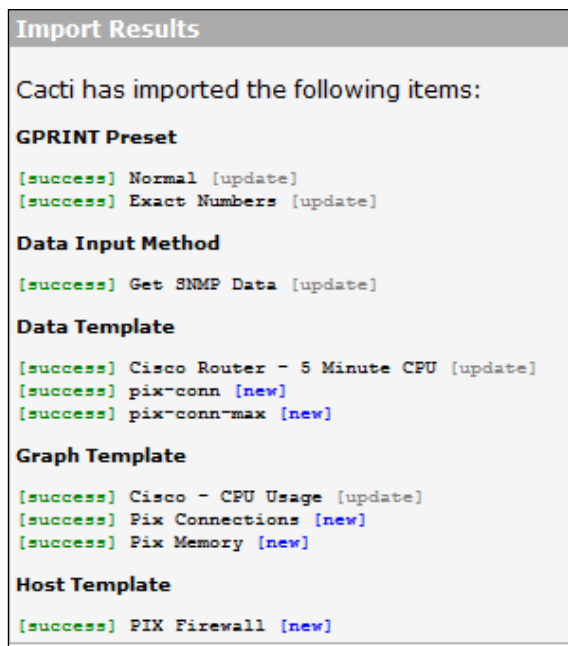 Import Results
Cacti has imported the following items:
GPRINT Preset
[success] Normal [update]
[success] Exact Numbers [update]
Data Input Method
[success] Get SNMP Data [update]
Data Template
[success] Cisco Router - 5 Minute CPU [update]
[success] pix-conn [new]
[success] pix-conn-max [new]
Graph Template
[success] Cisco - CPU Usage [update]
[success] Pix Connections [new]
[success] Pix Memory [new]
Host Template
[success] PIX Firewall [new]